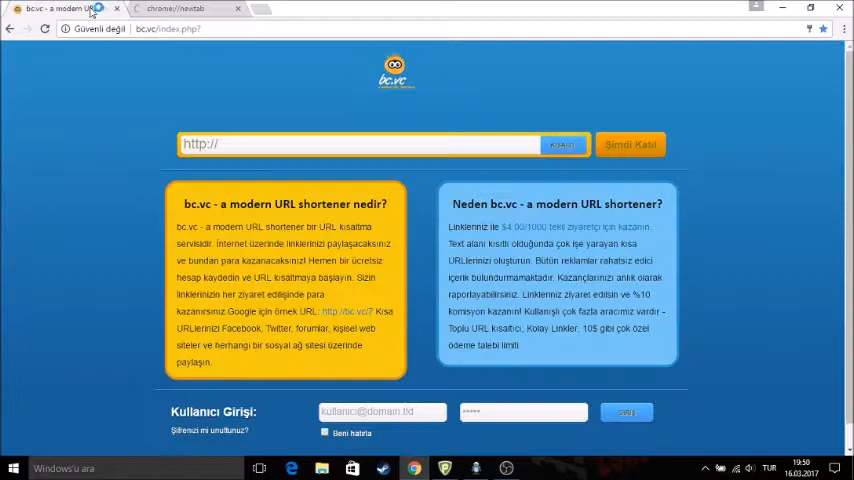 bc.vc - a modern UR
chrome://newtab
Güvenli değil
bc.vc/index.php?
bc.vc
http://
KISALT!
Şimdi Katıl
bc.vc - a modern URL shortener nedir?
bc.vc - a modern URL shortener bir URL kısaltma
servisidir. İnternet üzerinde linklerinizi paylaşacaksınız
ve bundan para kazanacaksınız! Hemen bir ücretsiz
hesap kaydedin ve URL kısaltmaya başlayın. Sizin
linklerinizin her ziyaret edilişinde para
kazanırsınız.Google için örnek URL: http://bc.vc/7 Kısa
URLlerinizi Facebook, Twitter, forumlar, kişisel web
siteler ve herhangi bir sosyal ağ sitesi üzerinde
paylaşın.
Neden bc.vc - a modern URL shortener?
Linkleriniz ile $4.00/1000 tekil ziyaretçi için kazanın.
Text alanı kısıtlı olduğunda çok işe yarayan kısa
URLlerinizi oluşturun. Bütün reklamlar rahatsız edici
içerik bulundurmamaktadır. Kazançlarınızı anlık olarak
raporlayabilirsiniz. Linkleriniz ziyaret edilsin ve %10
komisyon kazanın! Kullanışlı çok fazla aracımız vardır -
Toplu URL kısaltıcı, Kolay Linkler, 10$ gibi çok özel
ödeme talebi limiti.
Kullanıcı Girişi:
kullanıcı@domain.tld
•••••
GİRİŞ
Şifrenizi mi unuttunuz?
Beni hatırla
Windows'u ara
TUR
19:50
16.03.2017